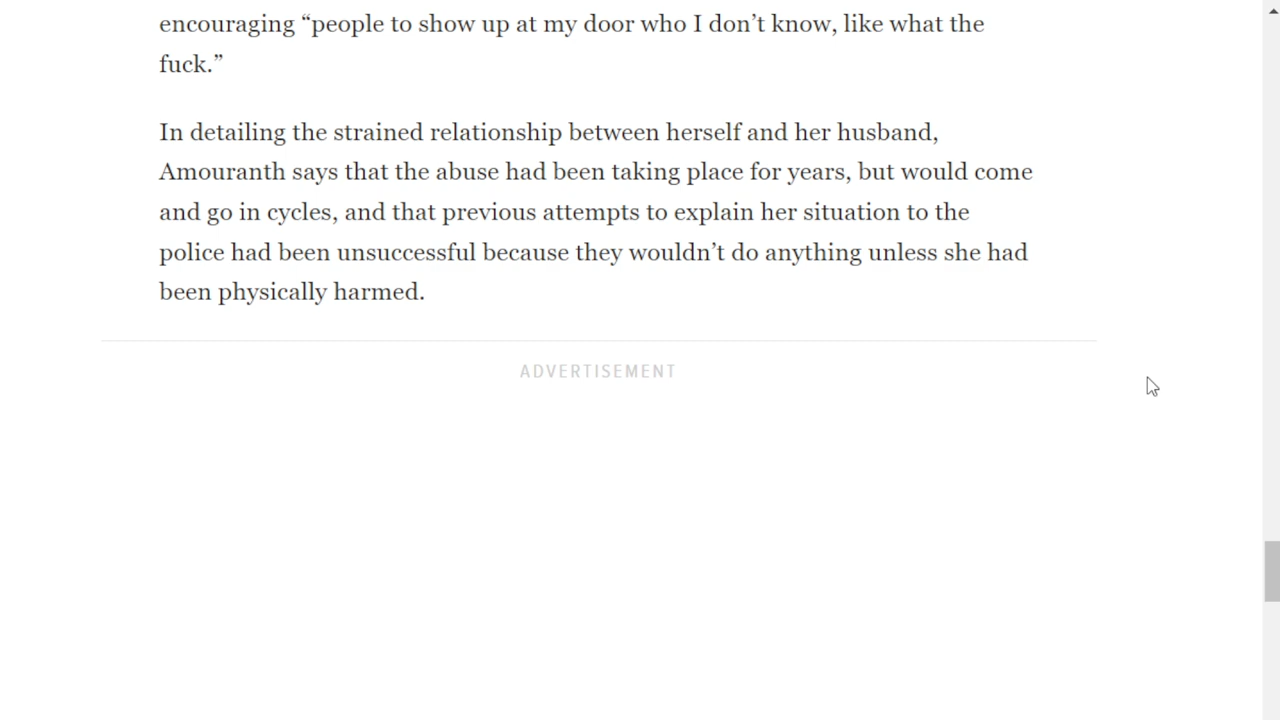 encouraging “people to show up at my door who I don’t know, like what the
fuck.”
In detailing the strained relationship between herself and her husband,
Amouranth says that the abuse had been taking place for years, but would come
and go in cycles, and that previous attempts to explain her situation to the
police had been unsuccessful because they wouldn’t do anything unless she had
been physically harmed.
ADVERTISEMENT